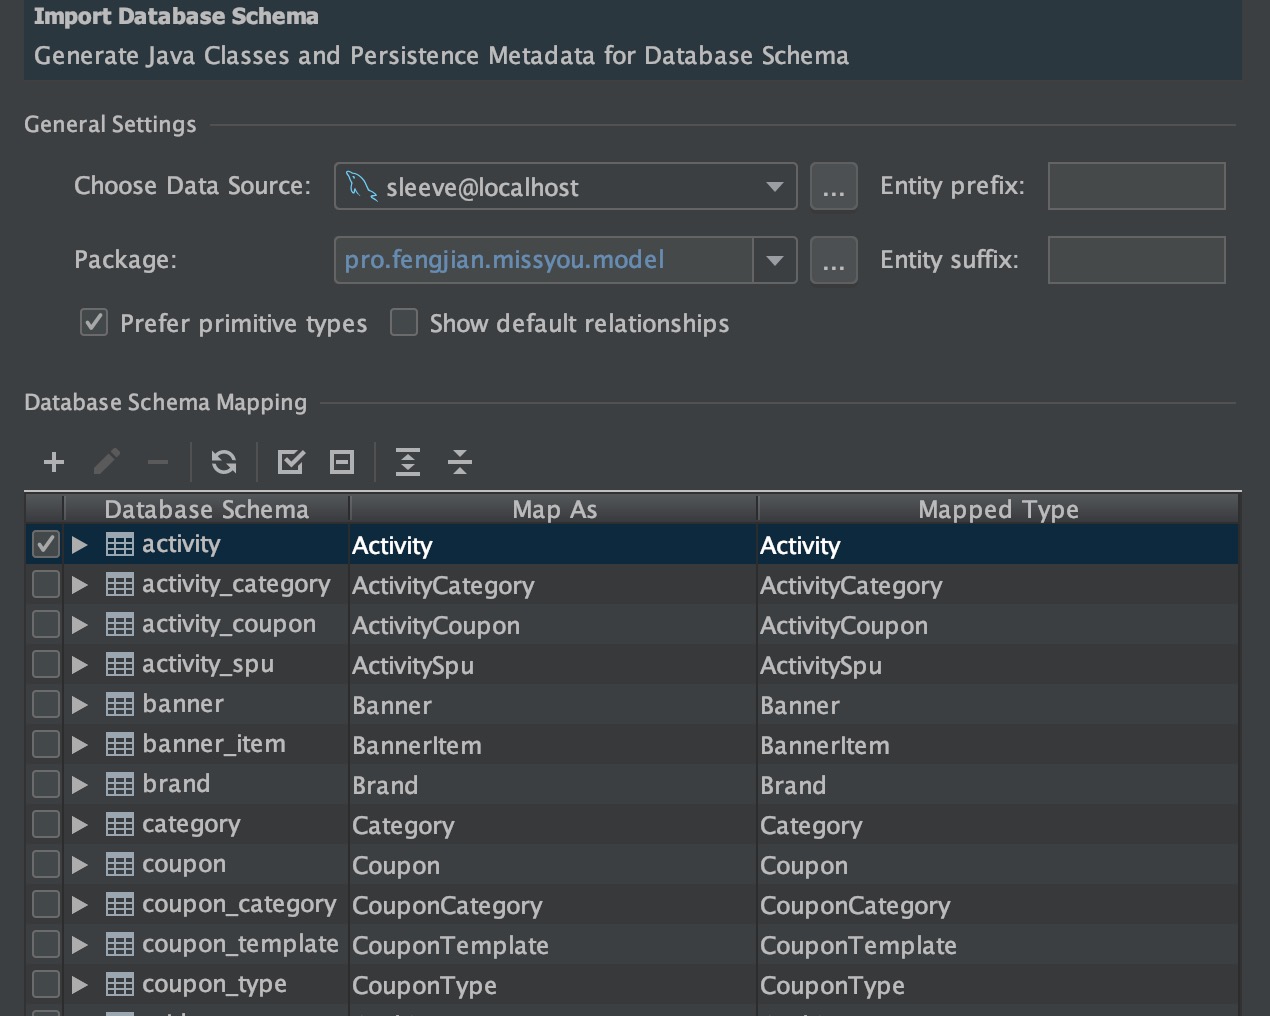 Import Database Schema
Generate Java Classes and Persistence Metadata for Database Schema
General Settings
Choose Data Source: sleeve@localhost ... Entity prefix:
Package: pro.fengjian.missyou.model ... Entity suffix:
Prefer primitive types Show default relationships
Database Schema Mapping
Database Schema Map As Mapped Type
activity Activity Activity
activity_category ActivityCategory ActivityCategory
activity_coupon ActivityCoupon ActivityCoupon
activity_spu ActivitySpu ActivitySpu
banner Banner Banner
banner_item BannerItem BannerItem
brand Brand Brand
category Category Category
coupon Coupon Coupon
coupon_category CouponCategory CouponCategory
coupon_template CouponTemplate CouponTemplate
coupon_type CouponType CouponType